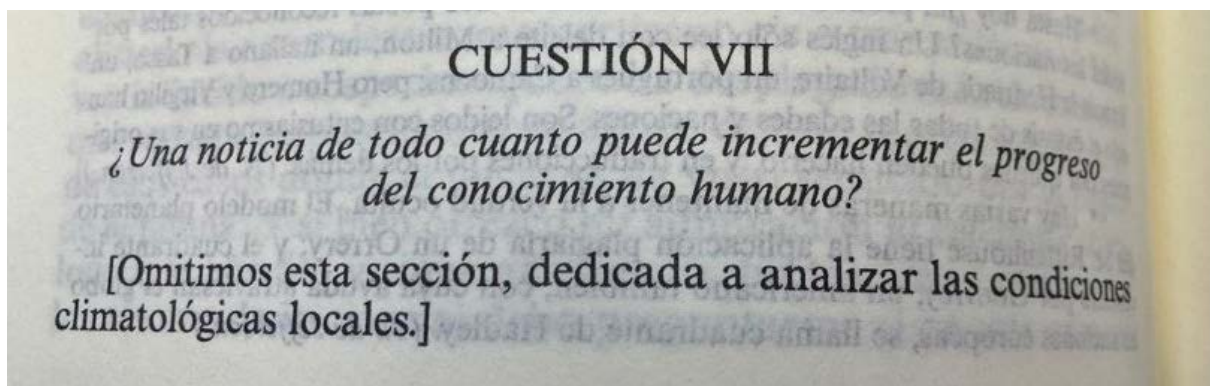 CUESTIÓN VII
¿Una noticia de todo cuanto puede incrementar el progreso
del conocimiento humano?
[Omitimos esta sección, dedicada a analizar las condiciones
climatológicas locales.]